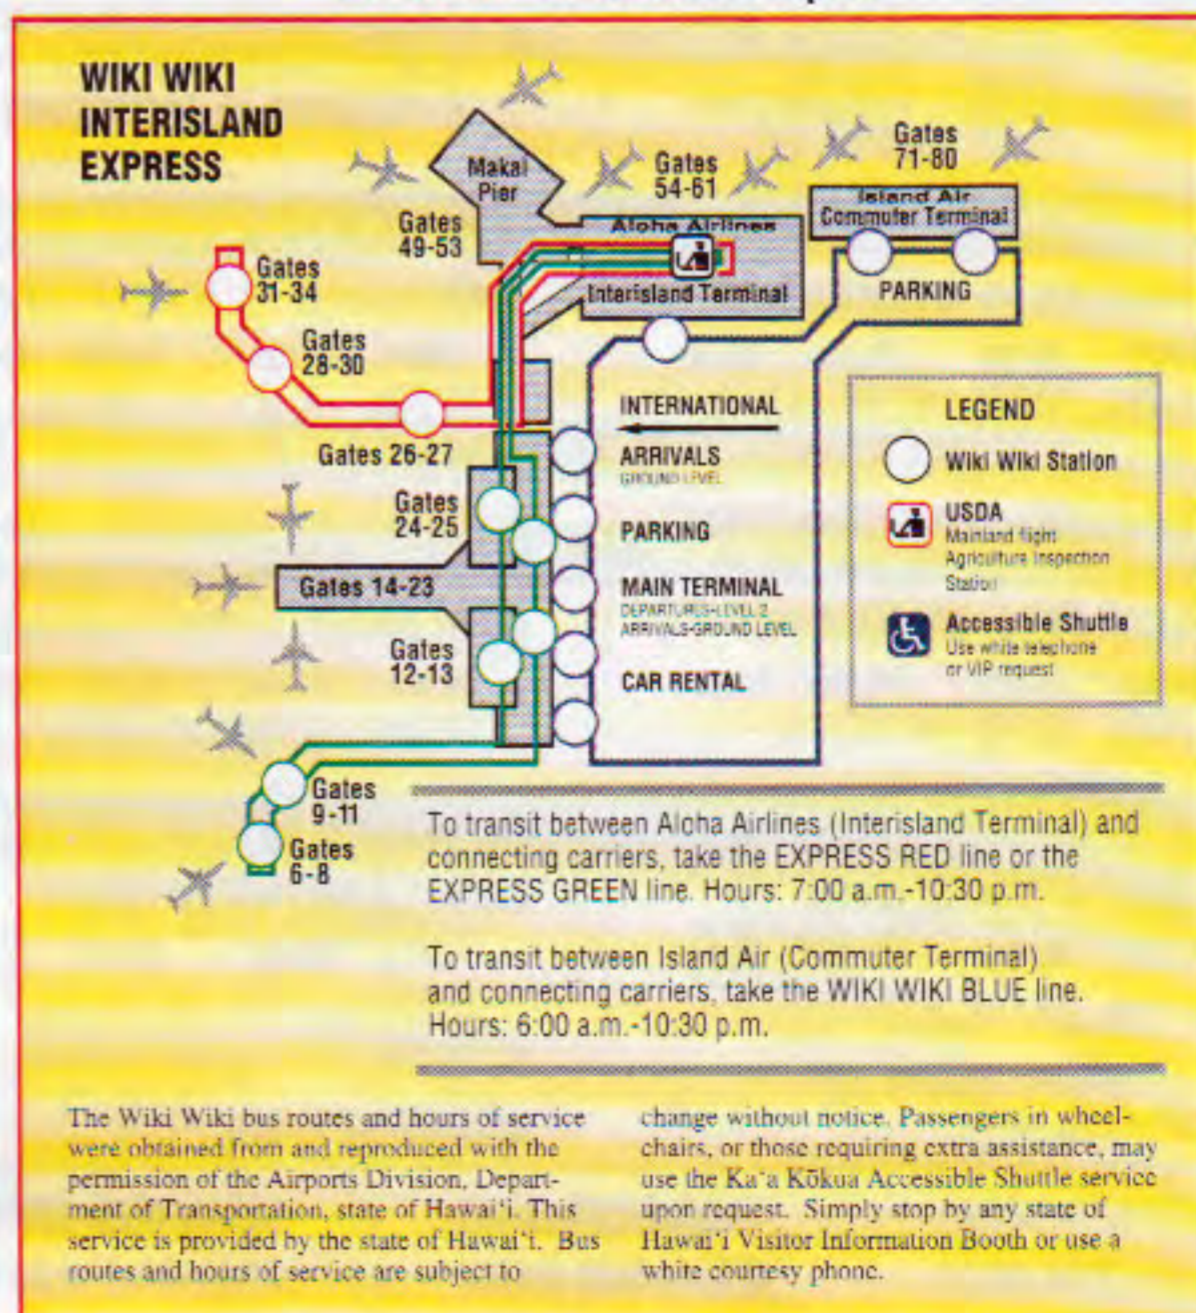 WIKI WIKI
INTERISLAND
EXPRESS
Makai
Pier
Gates
49-53
Gates
54-61
Gates
71-80
Aloha Airlines
Interisland Terminal
Island Air
Commuter Terminal
PARKING
Gates
31-34
Gates
28-30
Gates 26-27
Gates
24-25
Gates 14-23
Gates
12-13
Gates
9-11
Gates
6-8
INTERNATIONAL
ARRIVALS
GROUND LEVEL
PARKING
MAIN TERMINAL
DEPARTURES-LEVEL 2
ARRIVALS-GROUND LEVEL
CAR RENTAL
LEGEND
Wiki Wiki Station
USDA
Mainland flight
Agriculture Inspection
Station
Accessible Shuttle
Use white telephone
or VIP request
To transit between Aloha Airlines (Interisland Terminal) and
connecting carriers, take the EXPRESS RED line or the
EXPRESS GREEN line. Hours: 7:00 a.m.-10:30 p.m.
To transit between Island Air (Commuter Terminal)
and connecting carriers, take the WIKI WIKI BLUE line.
Hours: 6:00 a.m.-10:30 p.m.
The Wiki Wiki bus routes and hours of service
were obtained from and reproduced with the
permission of the Airports Division, Depart-
ment of Transportation, state of Hawai‘i. This
service is provided by the state of Hawai‘i. Bus
routes and hours of service are subject to
change without notice. Passengers in wheel-
chairs, or those requiring extra assistance, may
use the Ka‘a Kōkua Accessible Shuttle service
upon request. Simply stop by any state of
Hawai‘i Visitor Information Booth or use a
white courtesy phone.